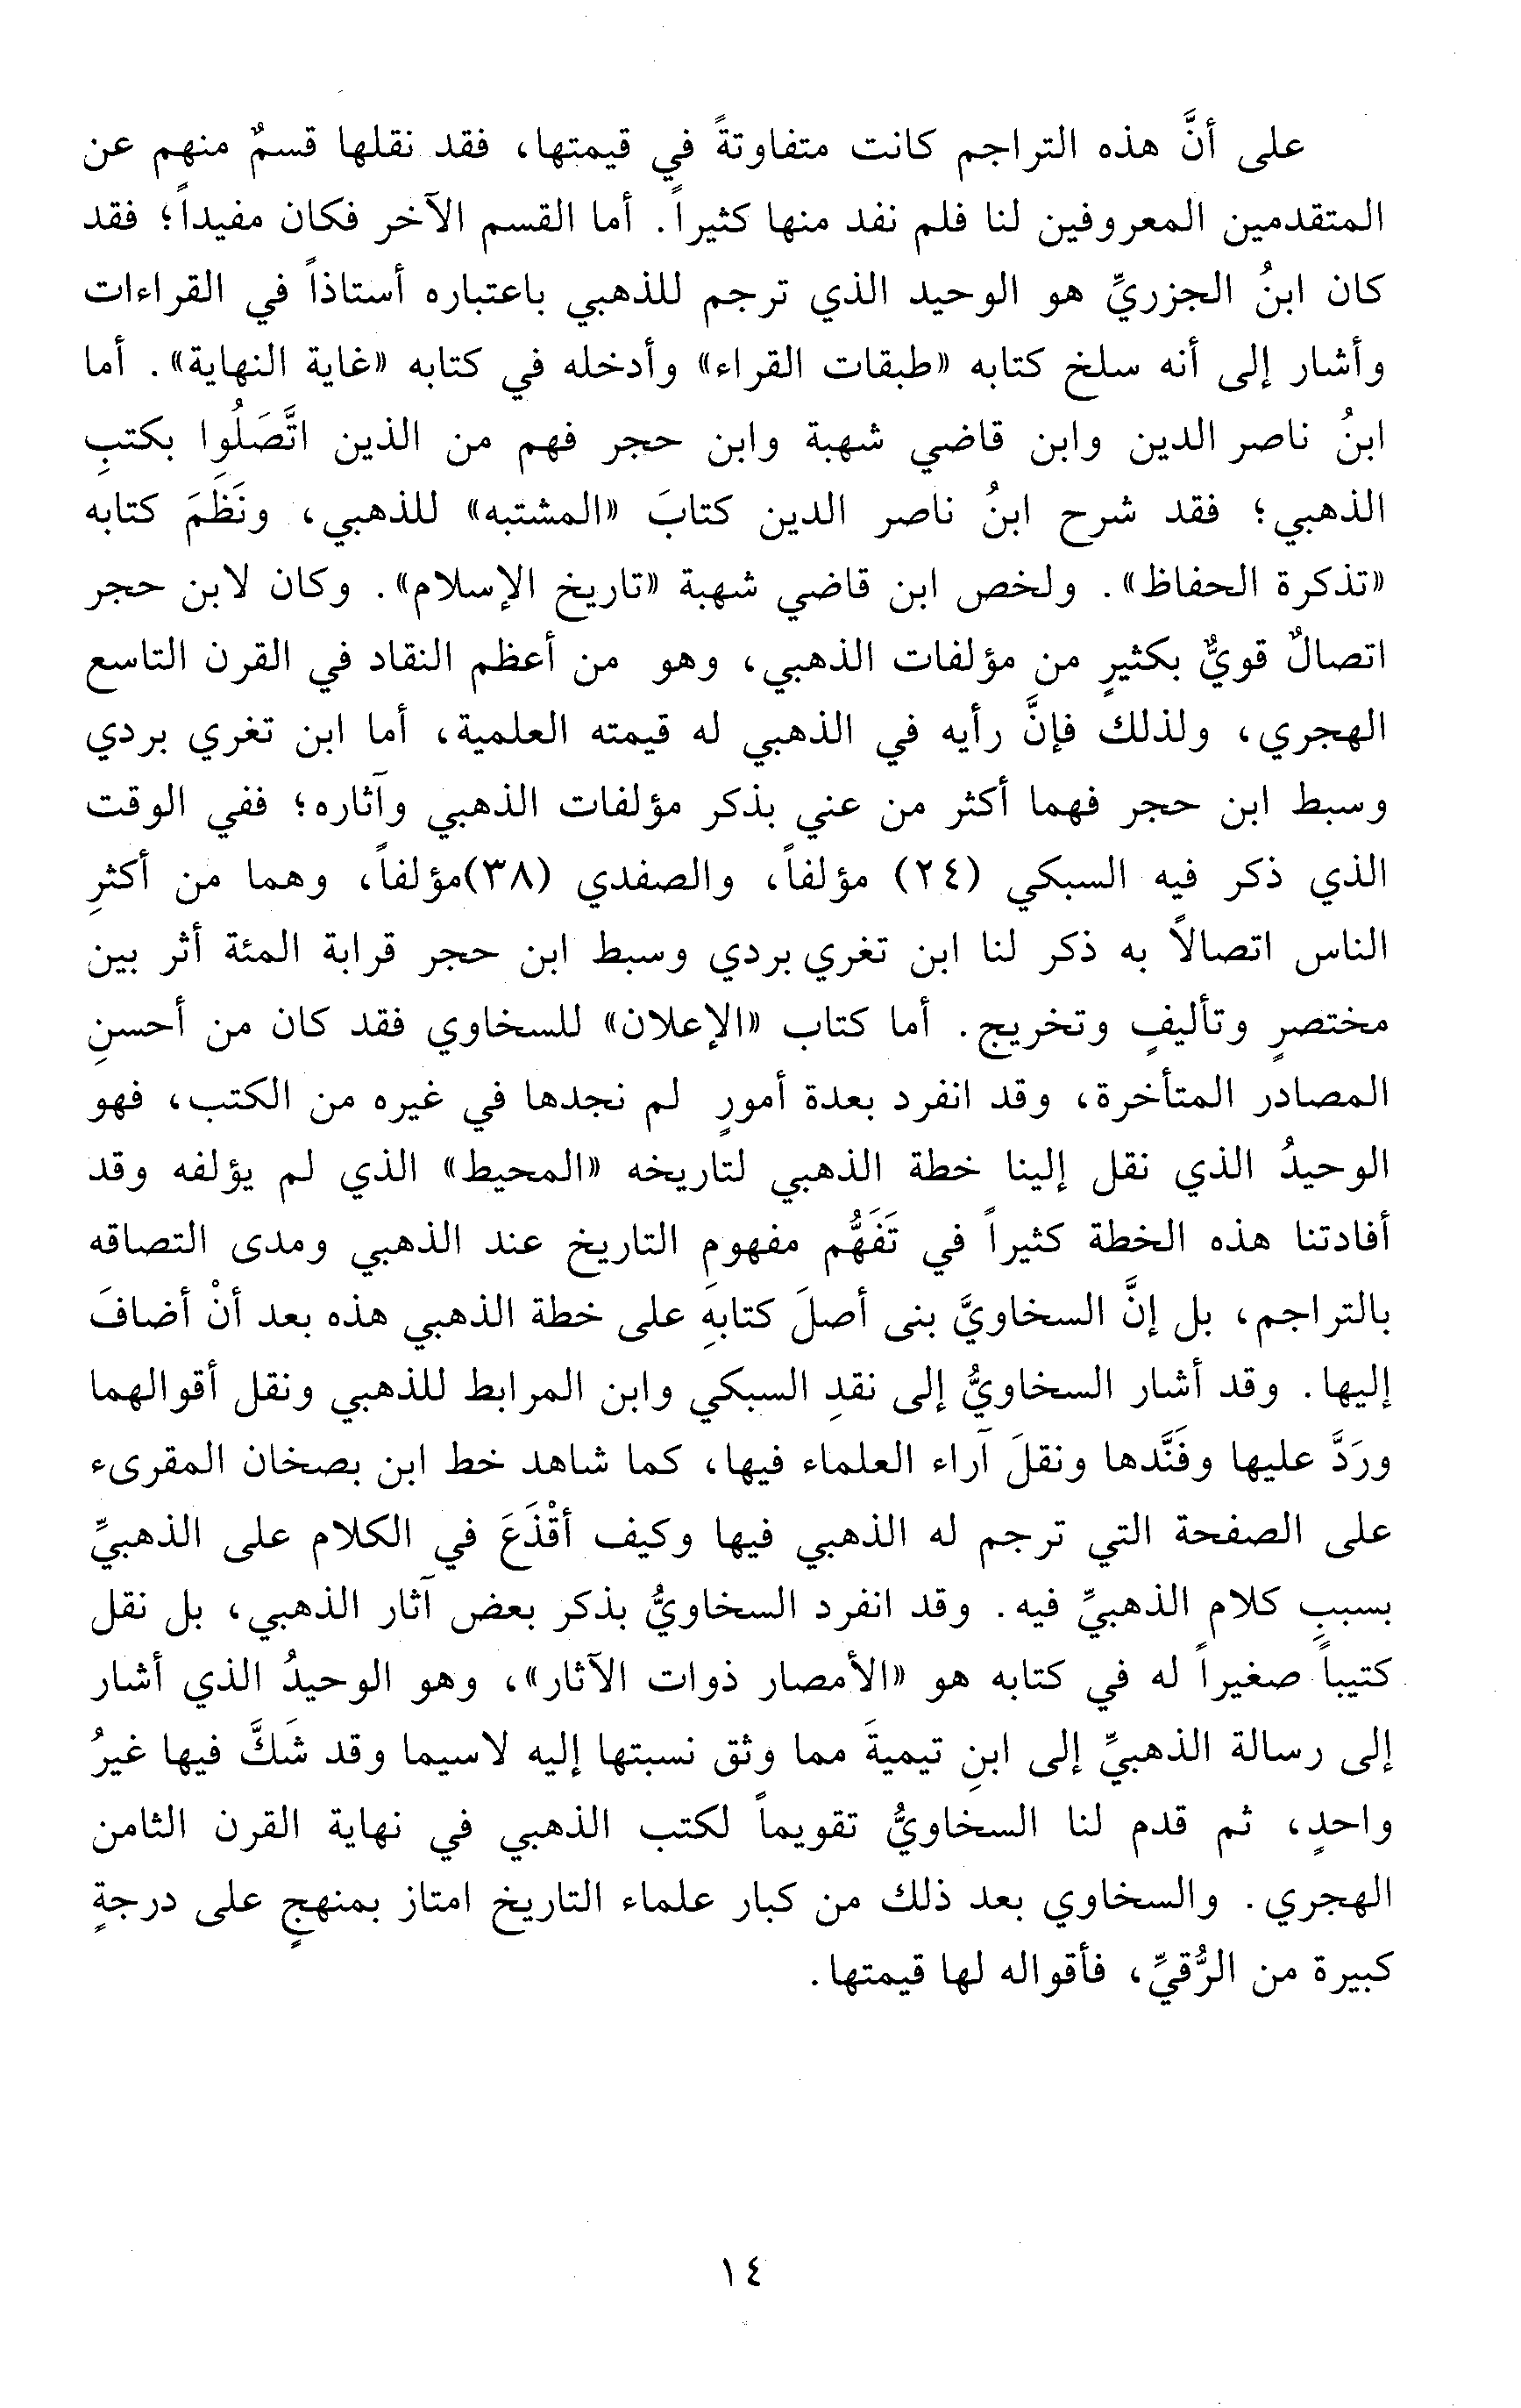 على أنَّ هذه التراجم كانت متفاوتةً في قيمتها، فقد نقلها قسمٌ منهم عن
المتقدمين المعروفين لنا فلم نفد منها كثيراً. أما القسم الآخر فكان مفيداً؛ فقد
كان ابنُ الجزريِّ هو الوحيد الذي ترجم للذهبي باعتباره أستاذاً في القراءات
وأشار إلى أنه سلخ كتابه «طبقات القراء» وأدخله في كتابه «غاية النهاية». أما
ابنُ ناصر الدين وابن قاضي شهبة وابن حجر فهم من الذين اتَّصَلُوا بكتبِ
الذهبي؛ فقد شرح ابنُ ناصر الدين كتابَ «المشتبه» للذهبي، ونَظَمَ كتابه
«تذكرة الحفاظ». ولخص ابن قاضي شهبة «تاريخ الإسلام». وكان لابن حجر
اتصالٌ قويٌّ بكثيرٍ من مؤلفات الذهبي، وهو من أعظم النقاد في القرن التاسع
الهجري، ولذلك فإنَّ رأيه في الذهبي له قيمته العلمية، أما ابن تغري بردي
وسبط ابن حجر فهما أكثر من عني بذكر مؤلفات الذهبي وآثاره؛ ففي الوقت
الذي ذكر فيه السبكي (٢٤) مؤلفاً، والصفدي (٣٨)مؤلفاً، وهما من أكثرِ
الناس اتصالاً به ذكر لنا ابن تغري بردي وسبط ابن حجر قرابة المئة أثر بين
مختصرٍ وتأليفٍ وتخريج. أما كتاب «الإعلان» للسخاوي فقد كان من أحسنِ
المصادر المتأخرة، وقد انفرد بعدة أمورٍ لم نجدها في غيره من الكتب، فهو
الوحيدُ الذي نقل إلينا خطة الذهبي لتاريخه «المحيط» الذي لم يؤلفه وقد
أفادتنا هذه الخطة كثيراً في تَفَهُّم مفهومِ التاريخ عند الذهبي ومدى التصاقه
بالتراجم، بل إنَّ السخاويَّ بنى أصلَ كتابهِ على خطة الذهبي هذه بعد أنْ أضافَ
إليها. وقد أشار السخاويُّ إلى نقدِ السبكي وابن المرابط للذهبي ونقل أقوالهما
ورَدَّ عليها وفَنَّدها ونقلَ آراء العلماء فيها، كما شاهد خط ابن بصخان المقرىء
على الصفحة التي ترجم له الذهبي فيها وكيف أقْذَعَ في الكلام على الذهبيِّ
بسببِ كلام الذهبيِّ فيه. وقد انفرد السخاويُّ بذكر بعض آثار الذهبي، بل نقل
كتيباً صغيراً له في كتابه هو «الأمصار ذوات الآثار»، وهو الوحيدُ الذي أشار
إلى رسالة الذهبيِّ إلى ابنِ تيميةَ مما وثق نسبتها إليه لاسيما وقد شَكَّ فيها غيرُ
واحدٍ، ثم قدم لنا السخاويُّ تقويماً لكتب الذهبي في نهاية القرن الثامن
الهجري. والسخاوي بعد ذلك من كبار علماء التاريخ امتاز بمنهجٍ على درجةٍ
كبيرة من الرُّقيِّ، فأقواله لها قيمتها.
١٤